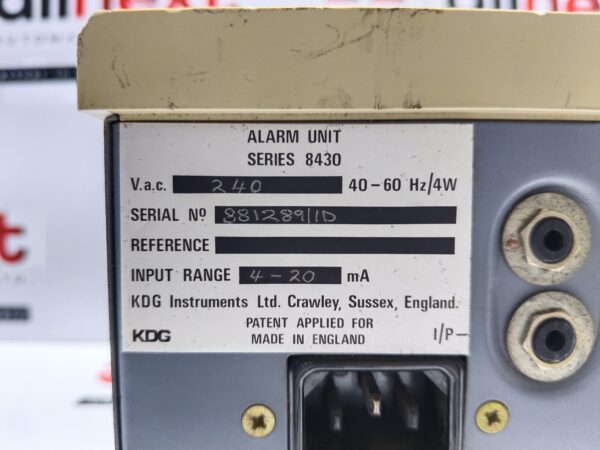 ALARM UNIT
SERIES 8430
V.a.c. 240 40-60 Hz/4W
SERIAL Nº 881289/1D
REFERENCE
INPUT RANGE 4-20 mA
KDG Instruments Ltd. Crawley, Sussex, England.
KDG PATENT APPLIED FOR I/P-
MADE IN ENGLAND